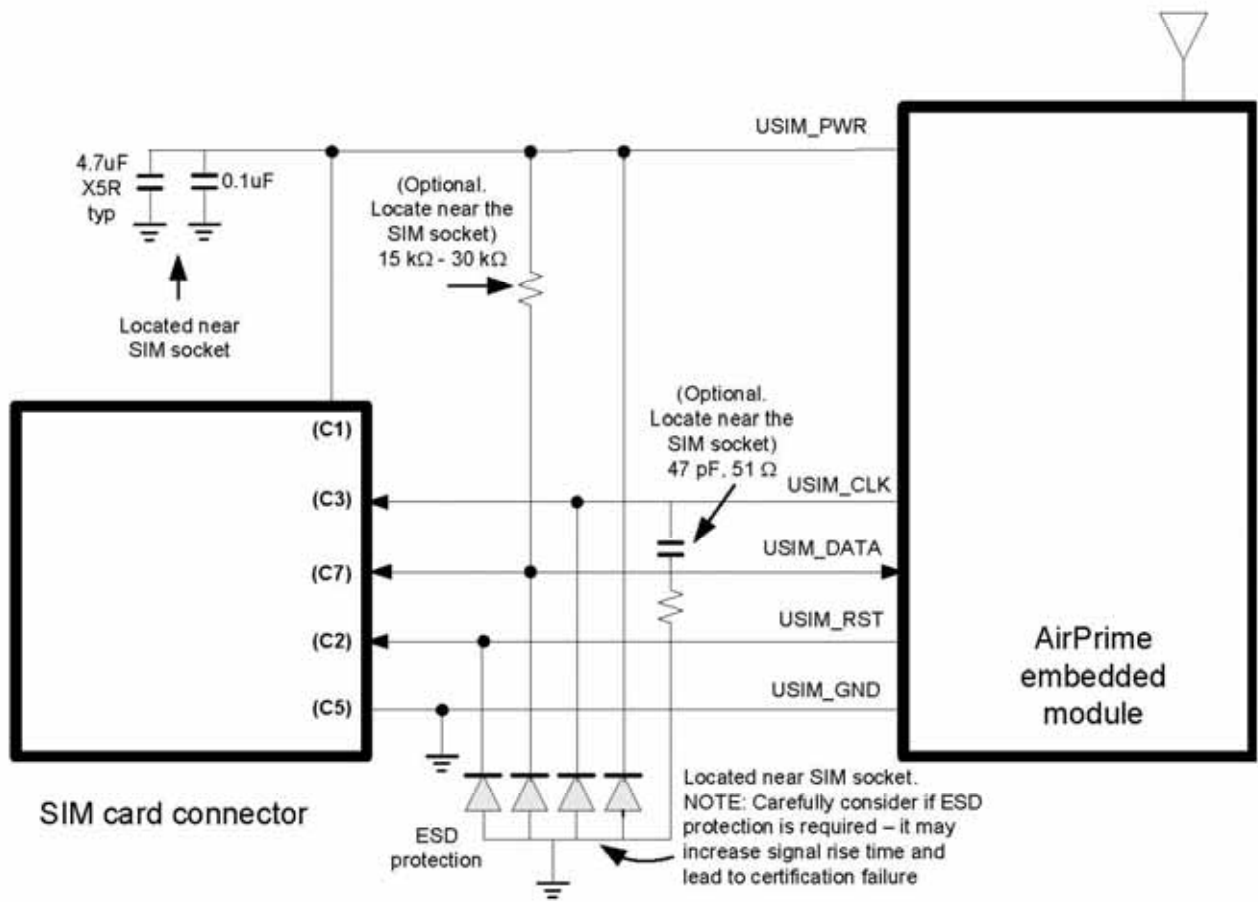 USIM_PWR
4.7uF
X5R
typ
0.1uF
(Optional.
Locate near the
SIM socket)
15 kΩ - 30 kΩ
Located near
SIM socket
(Optional.
Locate near the
SIM socket)
47 pF, 51 Ω
(C1)
(C3)
USIM_CLK
(C7)
USIM_DATA
(C2)
USIM_RST
(C5)
USIM_GND
AirPrime
embedded
module
SIM card connector
ESD
protection
Located near SIM socket.
NOTE: Carefully consider if ESD
protection is required – it may
increase signal rise time and
lead to certification failure